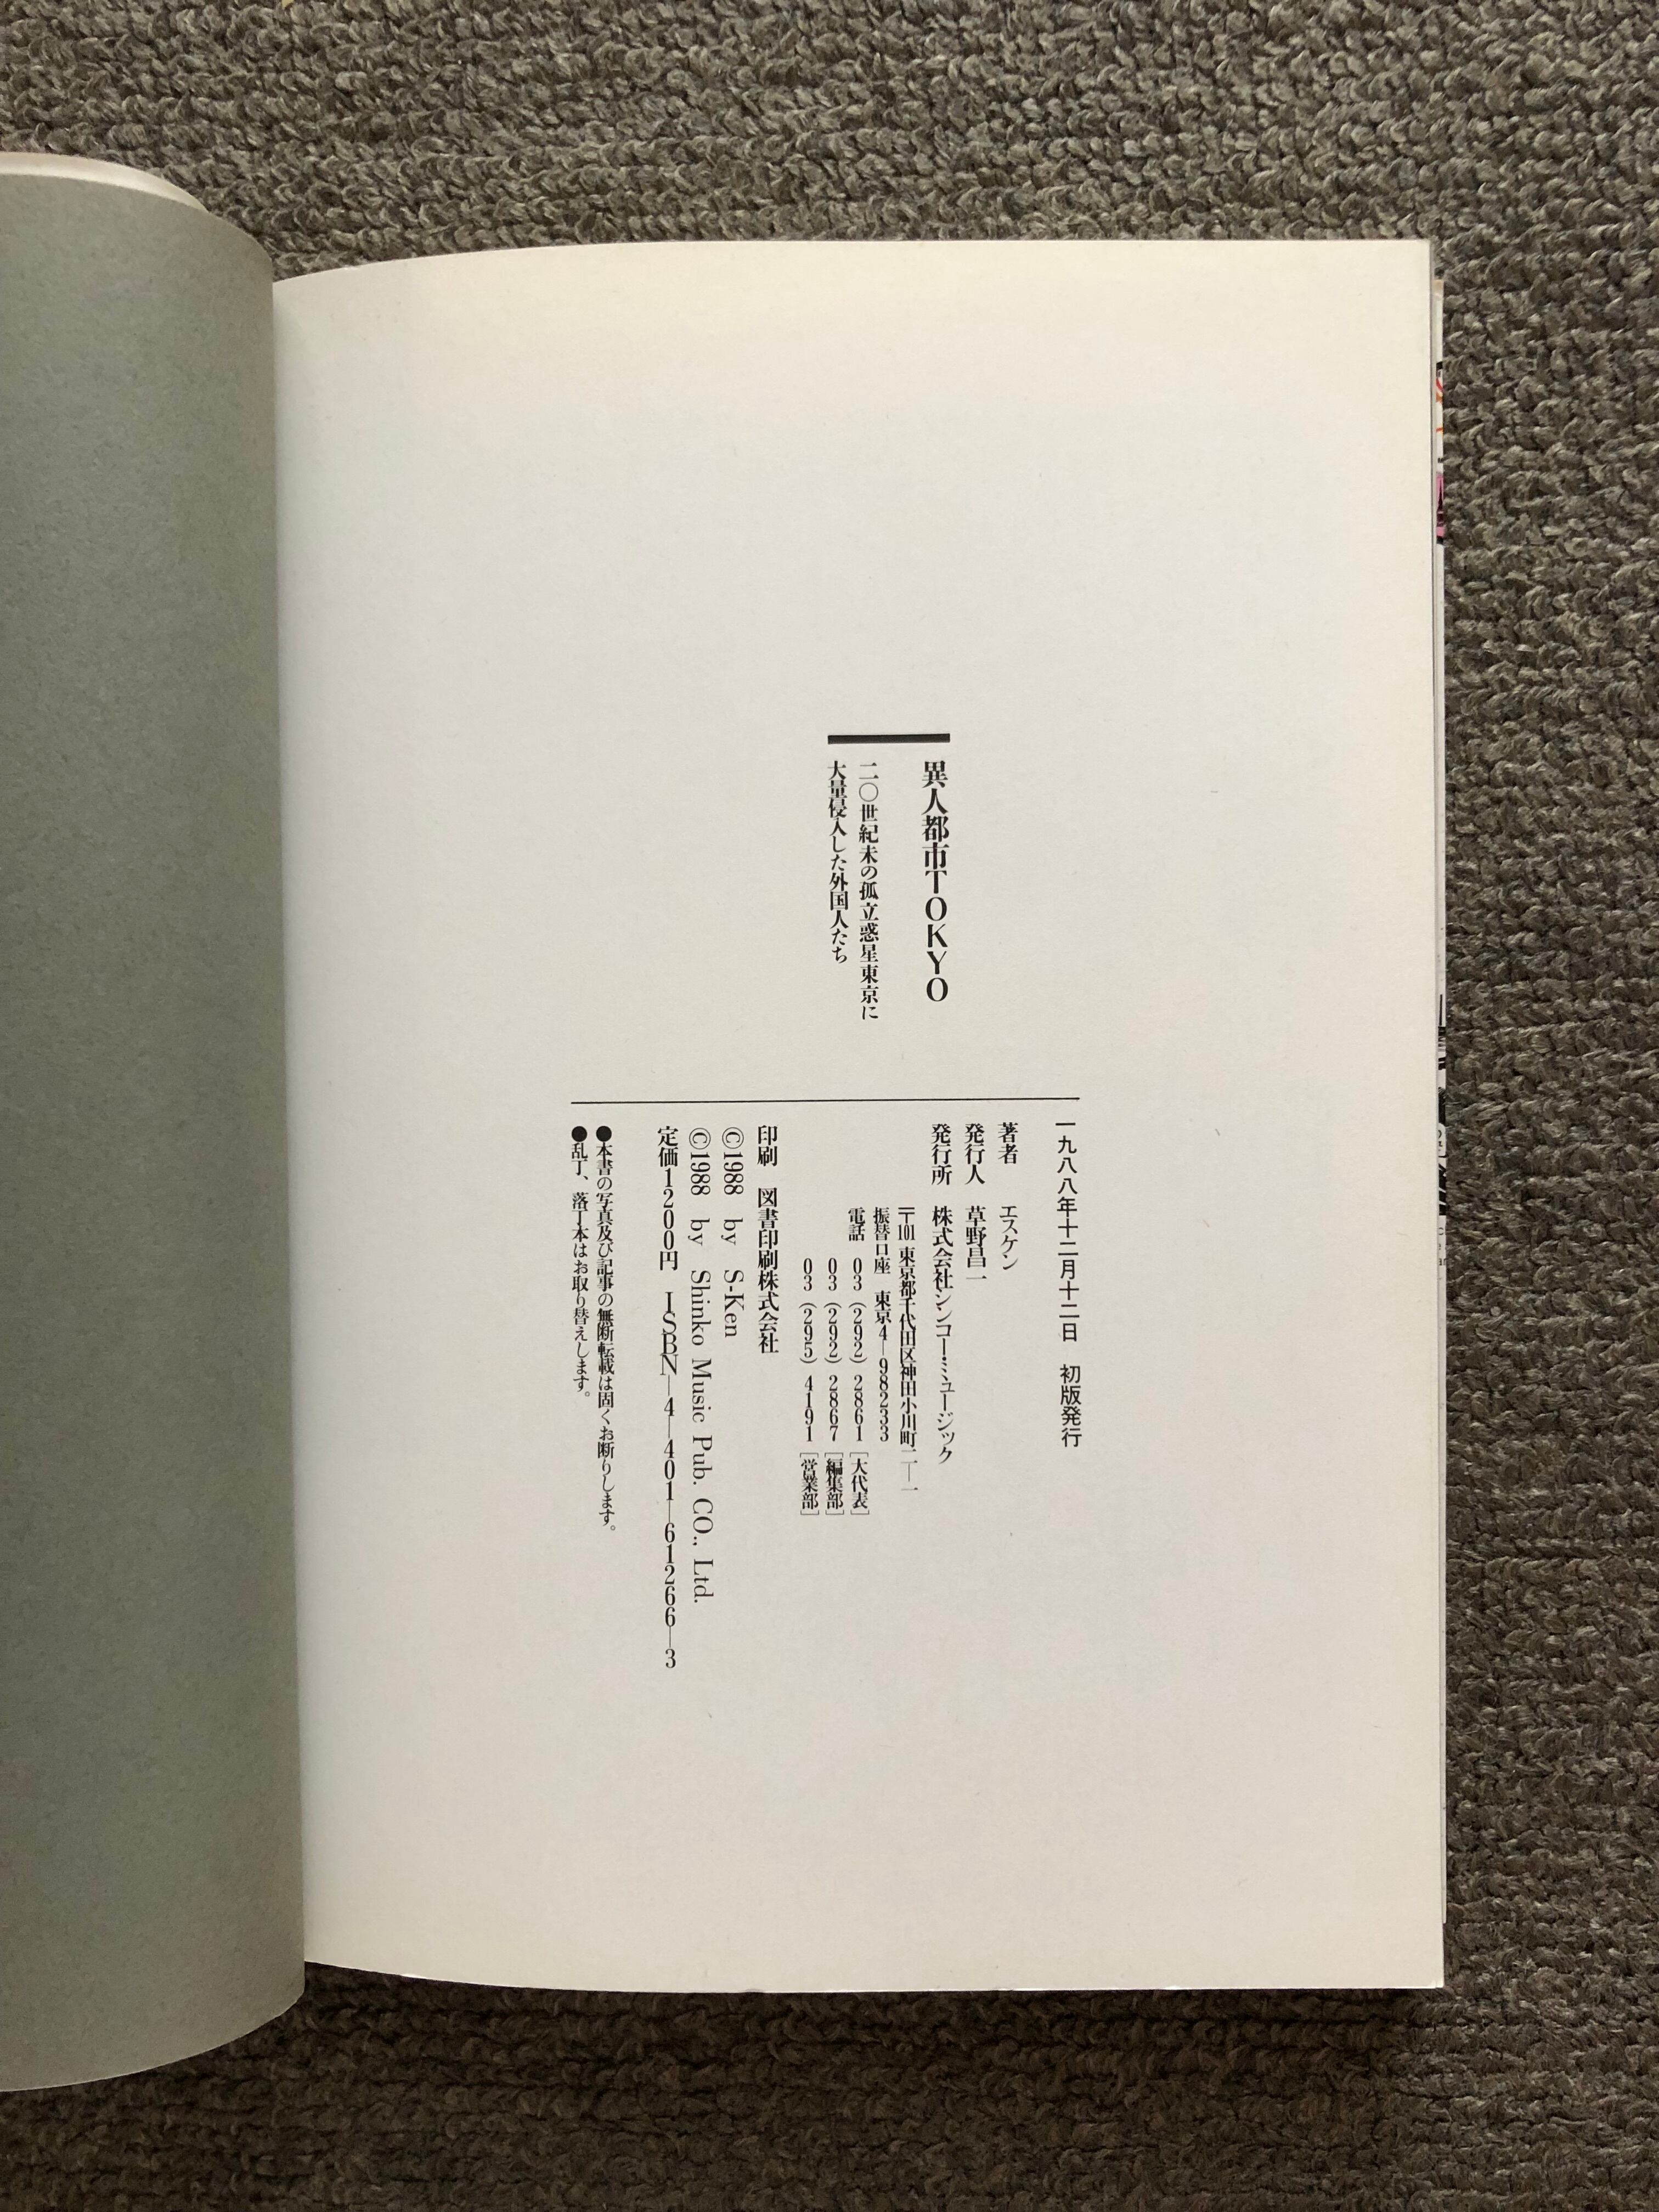 異人都市TOKYO
二〇世紀末の孤立惑星東京に
大量侵入した外国人たち
一九八八年十二月十二日　初版発行
著者　エスケン
発行人　草野昌一
発行所　株式会社シンコー・ミュージック
〒101 東京都千代田区神田小川町二―一
振替口座　東京4―98233
電話　03（292）2861［大代表］
03（292）2867［編集部］
03（295）4191［営業部］
印刷　図書印刷株式会社
©1988 by S-Ken
©1988 by Shinko Music Pub. CO., Ltd.
定価1200円　ISBN―4―401―61266―3
●本書の写真及び記事の無断転載は固くお断りします。
●乱丁、落丁本はお取り替えします。